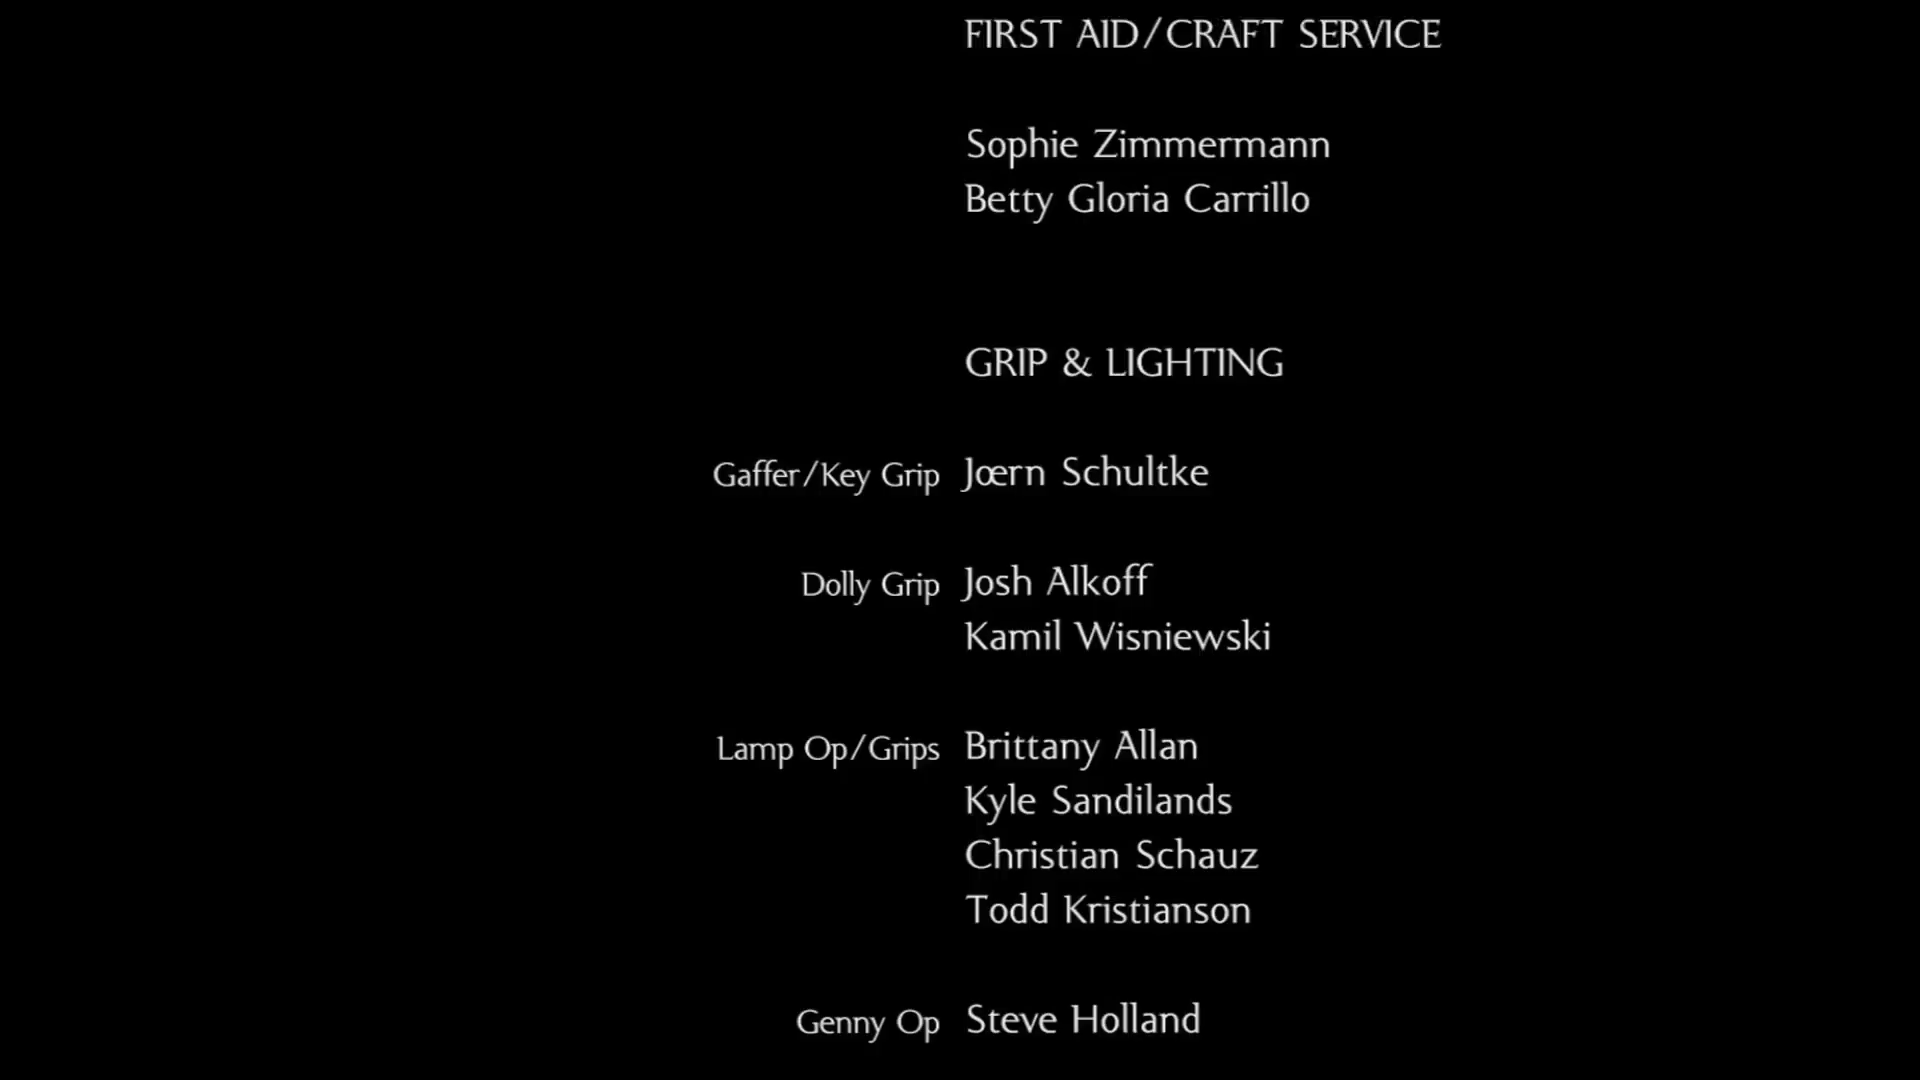 FIRST AID/CRAFT SERVICE
Sophie Zimmermann
Betty Gloria Carrillo
GRIP & LIGHTING
Gaffer/Key Grip Jœrn Schultke
Dolly Grip Josh Alkoff
Kamil Wisniewski
Lamp Op/Grips Brittany Allan
Kyle Sandilands
Christian Schauz
Todd Kristianson
Genny Op Steve Holland